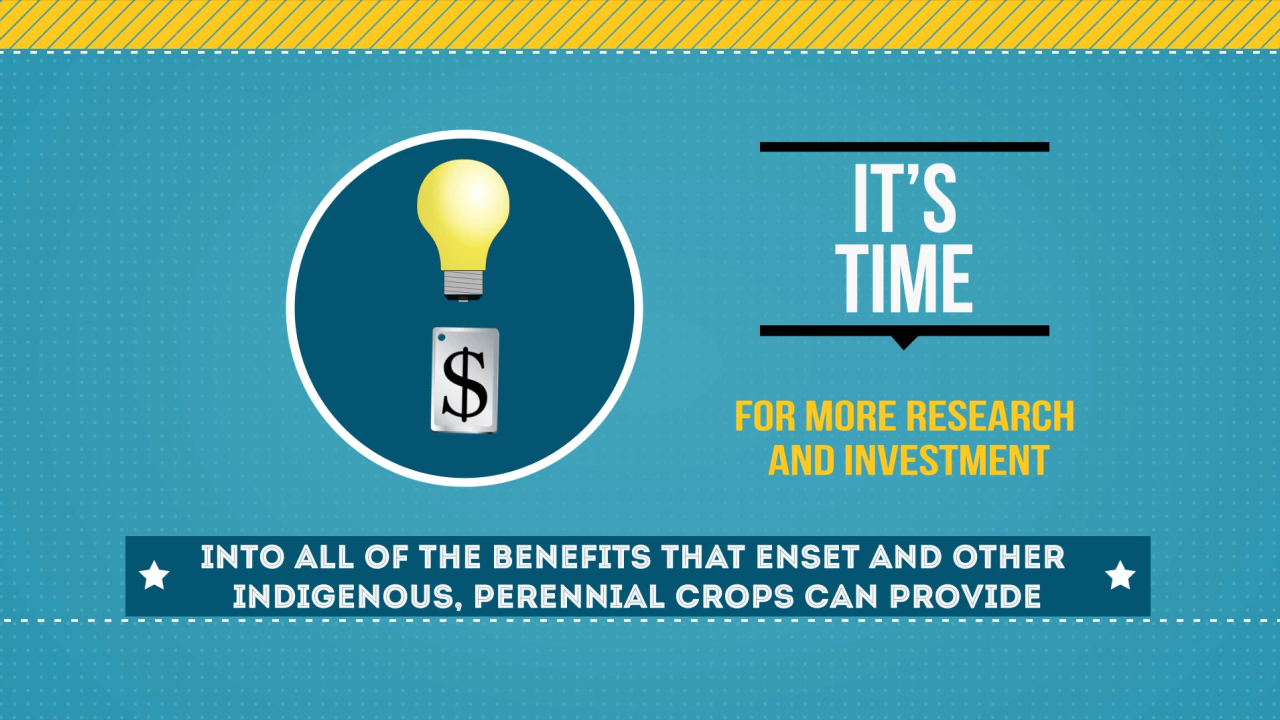 IT'S
TIME
FOR MORE RESEARCH
AND INVESTMENT
$
INTO ALL OF THE BENEFITS THAT ENSET AND OTHER
INDIGENOUS, PERENNIAL CROPS CAN PROVIDE